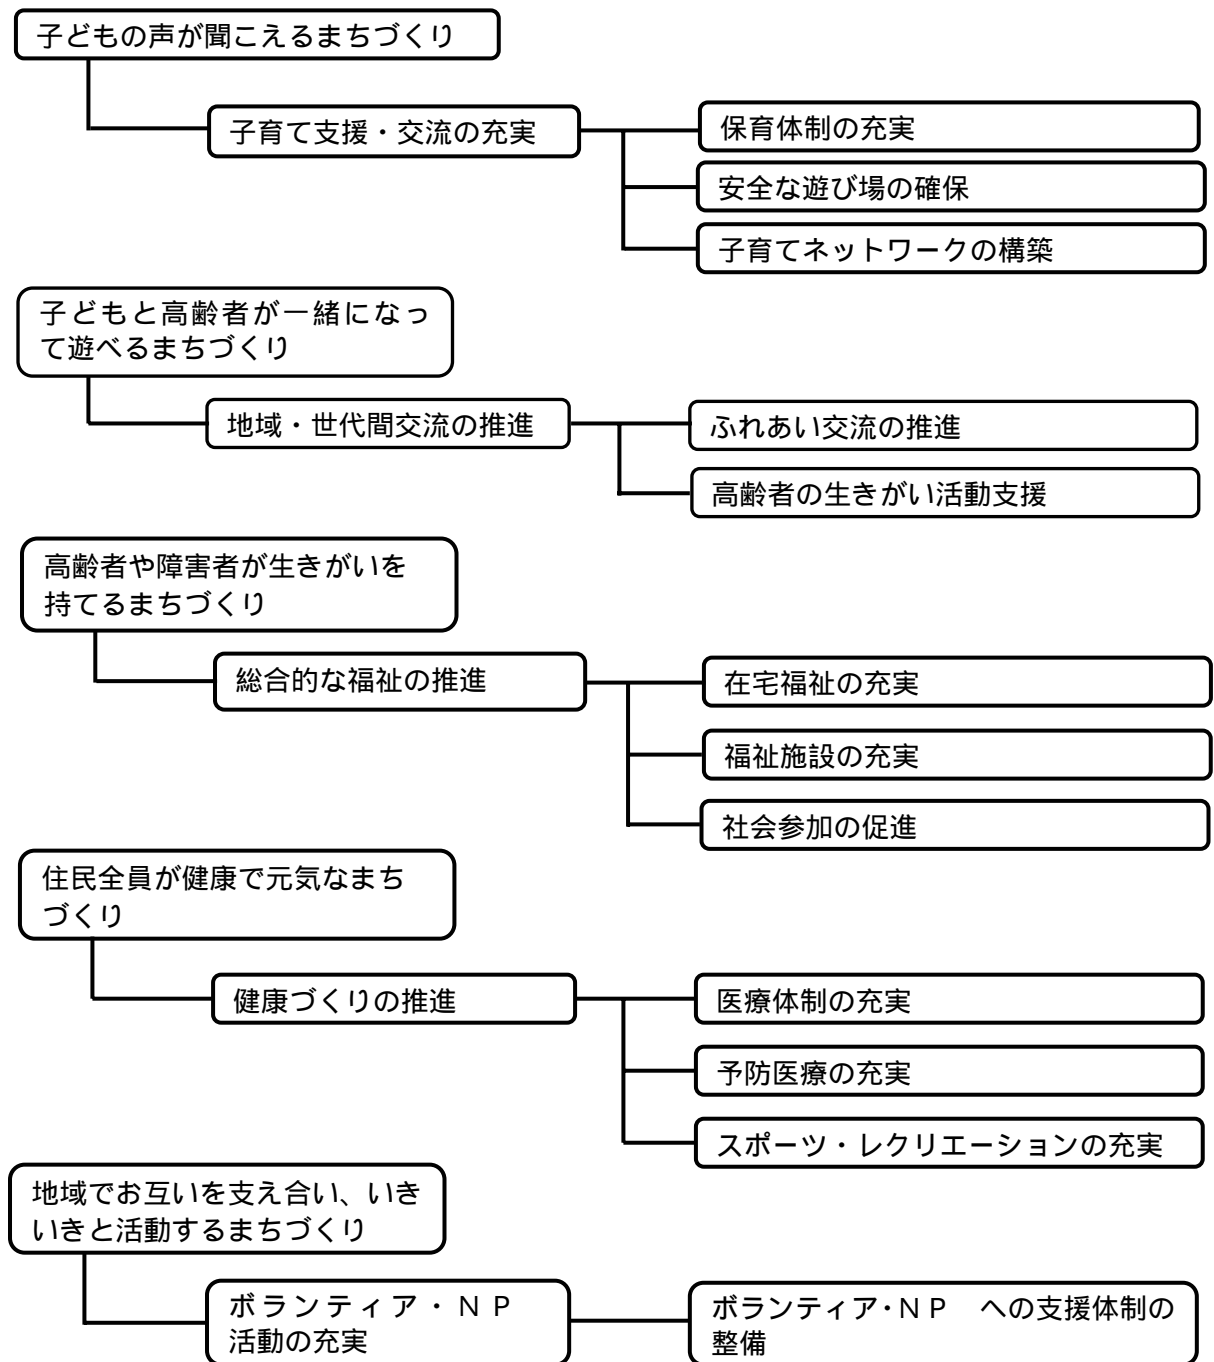 子どもの声が聞こえるまちづくり
子育て支援・交流の充実
保育体制の充実
安全な遊び場の確保
子育てネットワークの構築
子どもと高齢者が一緒になっ
て遊べるまちづくり
地域・世代間交流の推進
ふれあい交流の推進
高齢者の生きがい活動支援
高齢者や障害者が生きがいを
持てるまちづくり
総合的な福祉の推進
在宅福祉の充実
福祉施設の充実
社会参加の促進
住民全員が健康で元気なまち
づくり
健康づくりの推進
医療体制の充実
予防医療の充実
スポーツ・レクリエーションの充実
地域でお互いを支え合い、いき
いきと活動するまちづくり
ボランティア・ＮＰ
活動の充実
ボランティア・ＮＰ　への支援体制の
整備